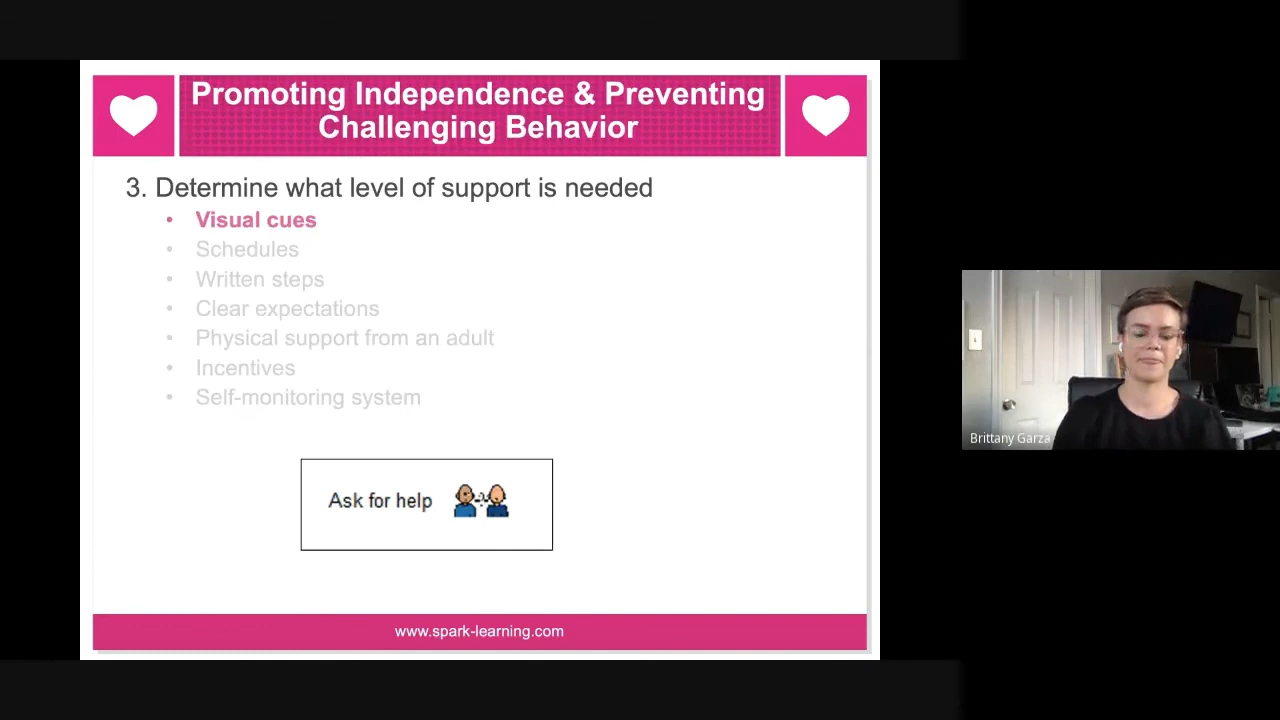 Promoting Independence & Preventing
Challenging Behavior
3. Determine what level of support is needed
• Visual cues
• Schedules
• Written steps
• Clear expectations
• Physical support from an adult
• Incentives
• Self-monitoring system
Ask for help
www.spark-learning.com
Brittany Garza